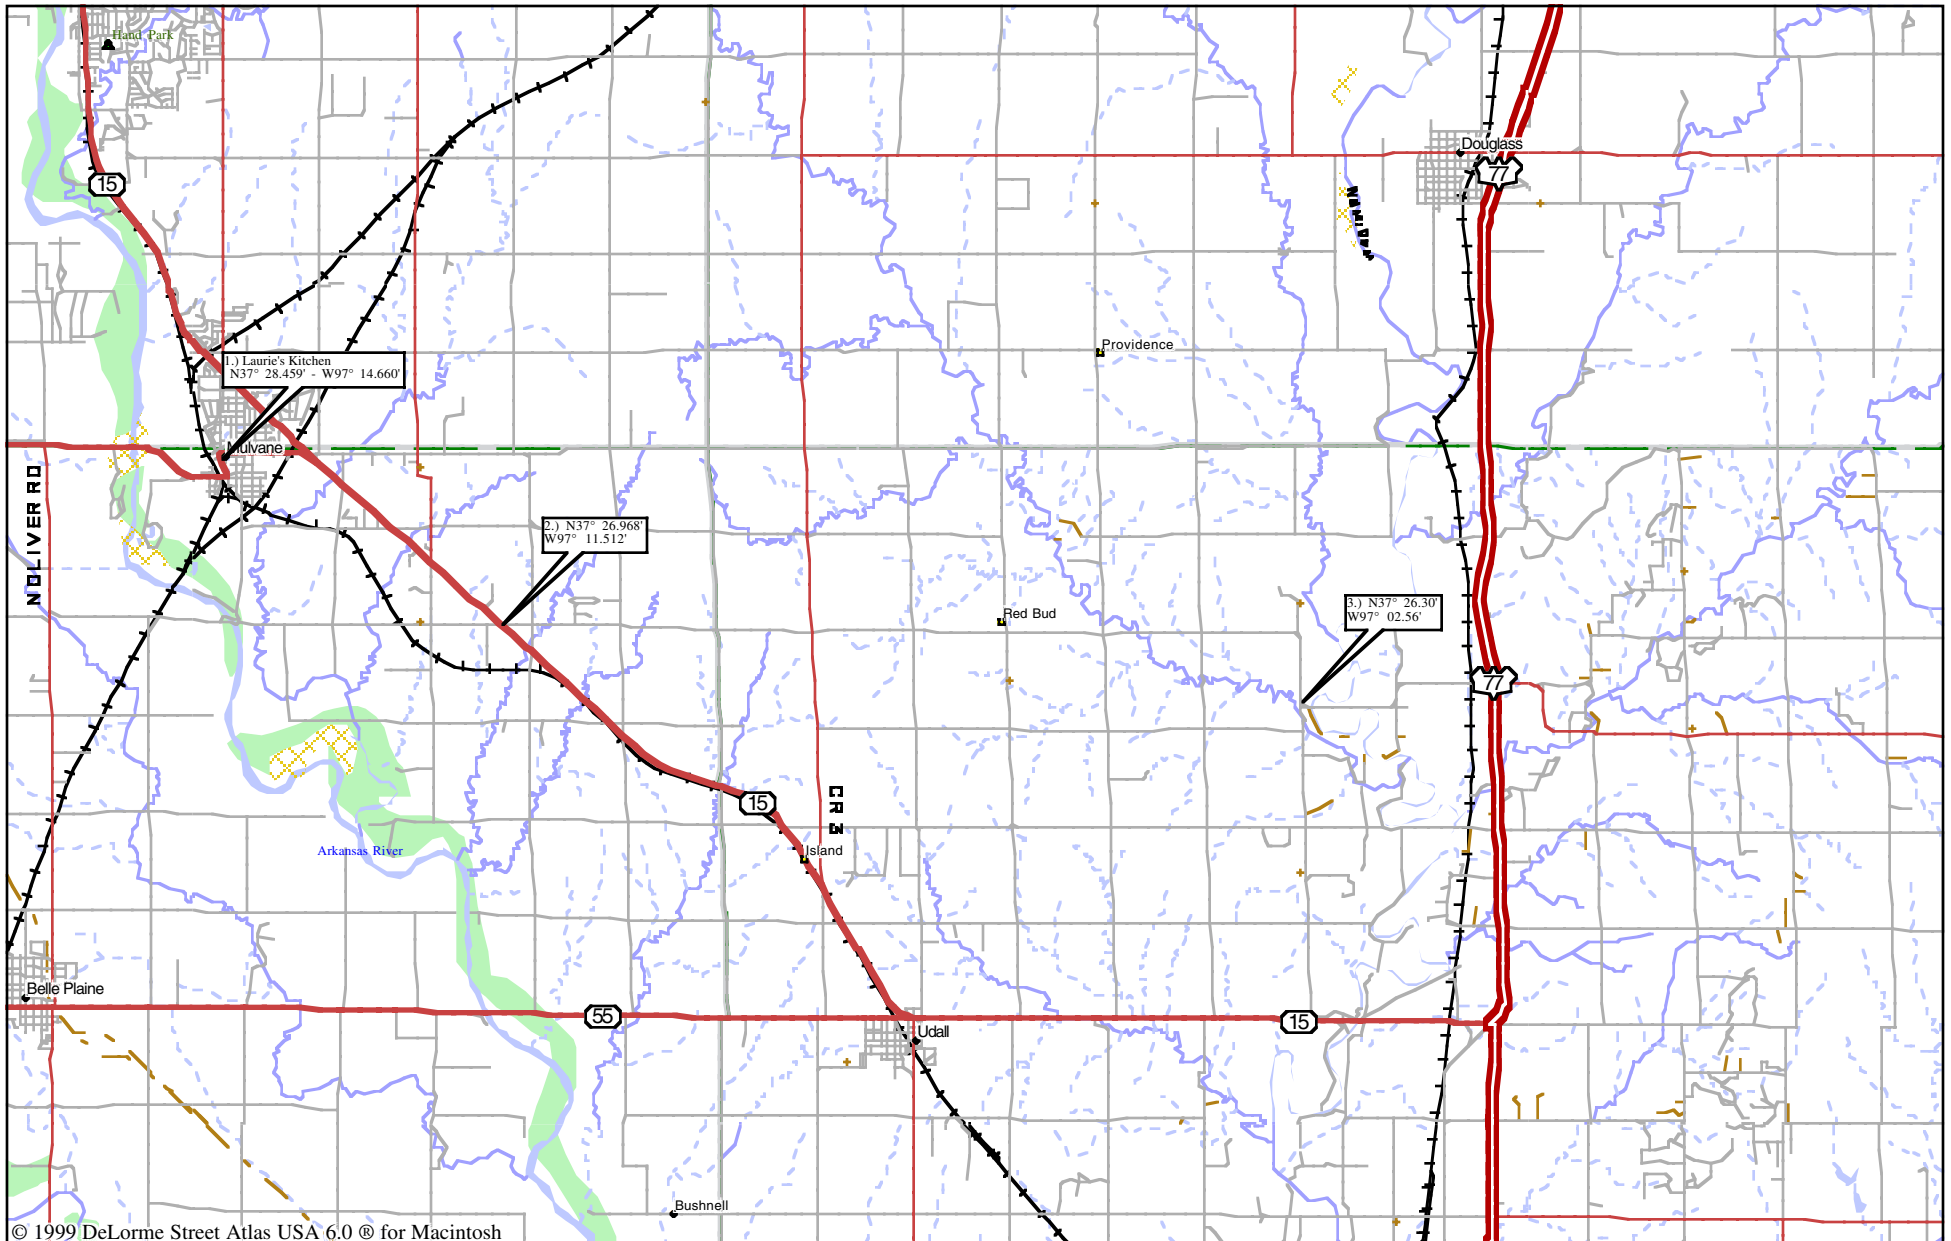 Hand Park
15
Douglass
77
1.) Laurie's Kitchen
N37° 28.459' - W97° 14.660'
Providence
Mulvane
N OLIVER RD
2.) N37° 26.968'
W97° 11.512'
3.) N37° 26.30'
W97° 02.56'
Red Bud
77
15
CR 3
Island
Arkansas River
Belle Plaine
55
15
Udall
Bushnell
© 1999 DeLorme Street Atlas USA 6.0 ® for Macintosh